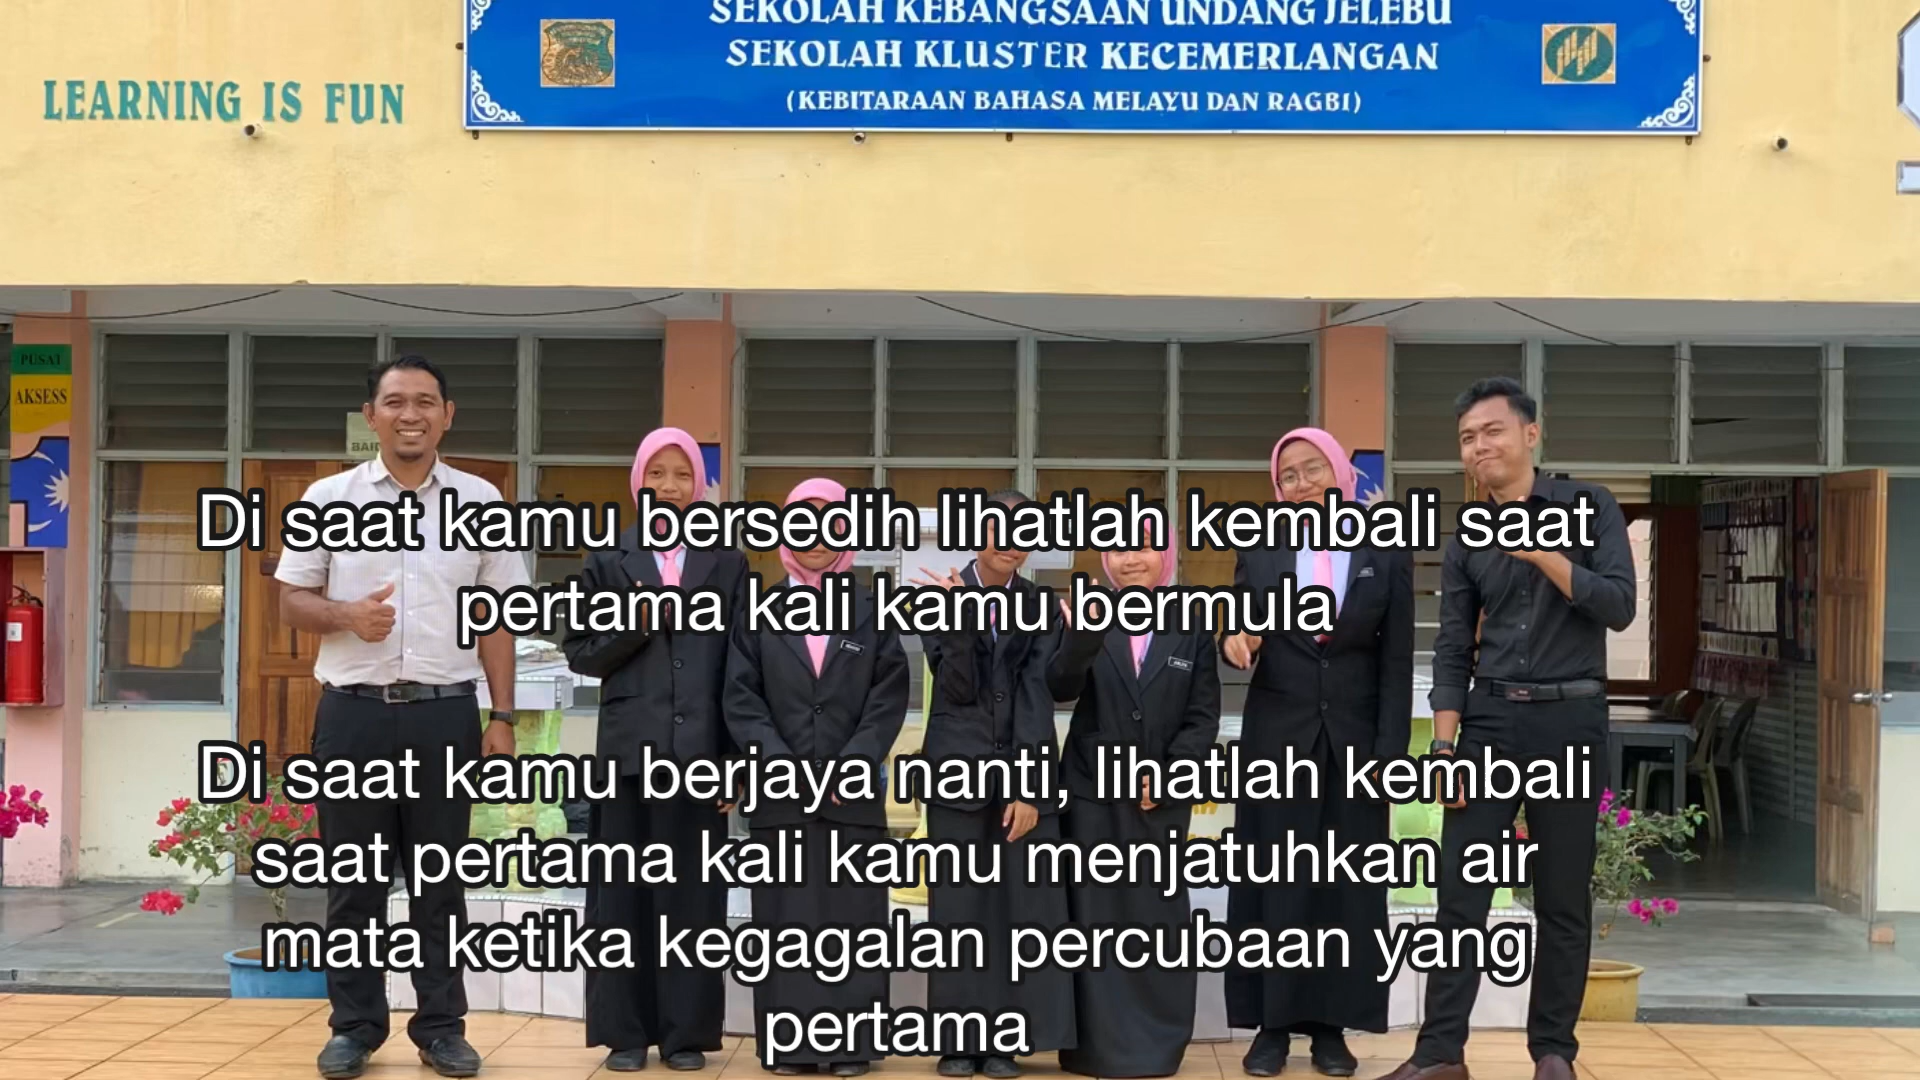 SEKOLAH KEBANGSAAN UNDANG JELEBU
SEKOLAH KLUSTER KECEMERLANGAN
(KEBITARAAN BAHASA MELAYU DAN RAGBI)
LEARNING IS FUN
PUSAT
AKSESS
Di saat kamu bersedih lihatlah kembali saat
pertama kali kamu bermula
Di saat kamu berjaya nanti, lihatlah kembali
saat pertama kali kamu menjatuhkan air
mata ketika kegagalan percubaan yang
pertama